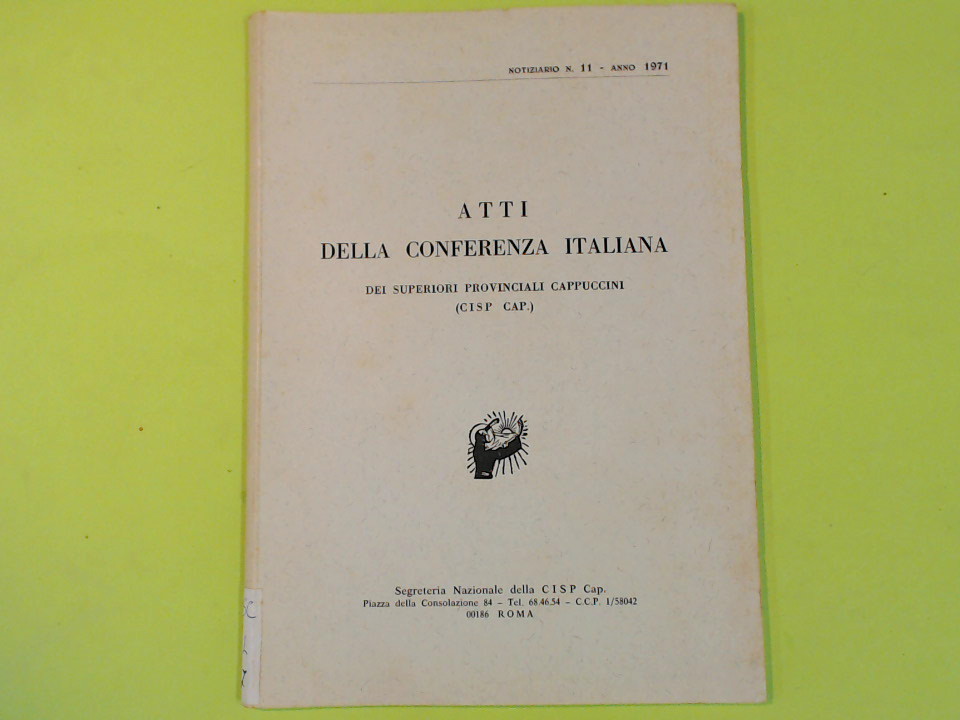 NOTIZIARIO N. 11 - ANNO 1971
ATTI
DELLA CONFERENZA ITALIANA
DEI SUPERIORI PROVINCIALI CAPPUCCINI
(CISP CAP.)
Segreteria Nazionale della CISP Cap.
Piazza della Consolazione 84 - Tel. 68.46.54 - C.C.P. 1/58042
00186 ROMA